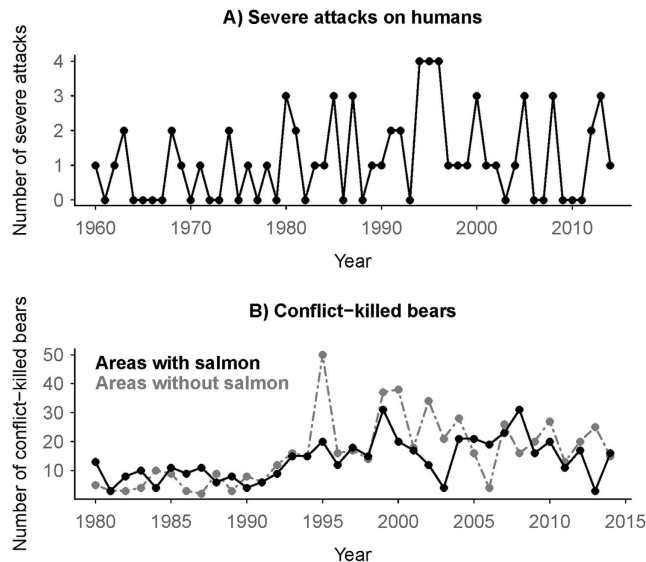 A) Severe attacks on humans
Number of severe attacks
4
3
2
1
0
1960 1970 1980 1990 2000 2010
Year
B) Conflict−killed bears
Number of conflict−killed bears
Areas with salmon
Areas without salmon
50
40
30
20
10
1980 1985 1990 1995 2000 2005 2010 2015
Year